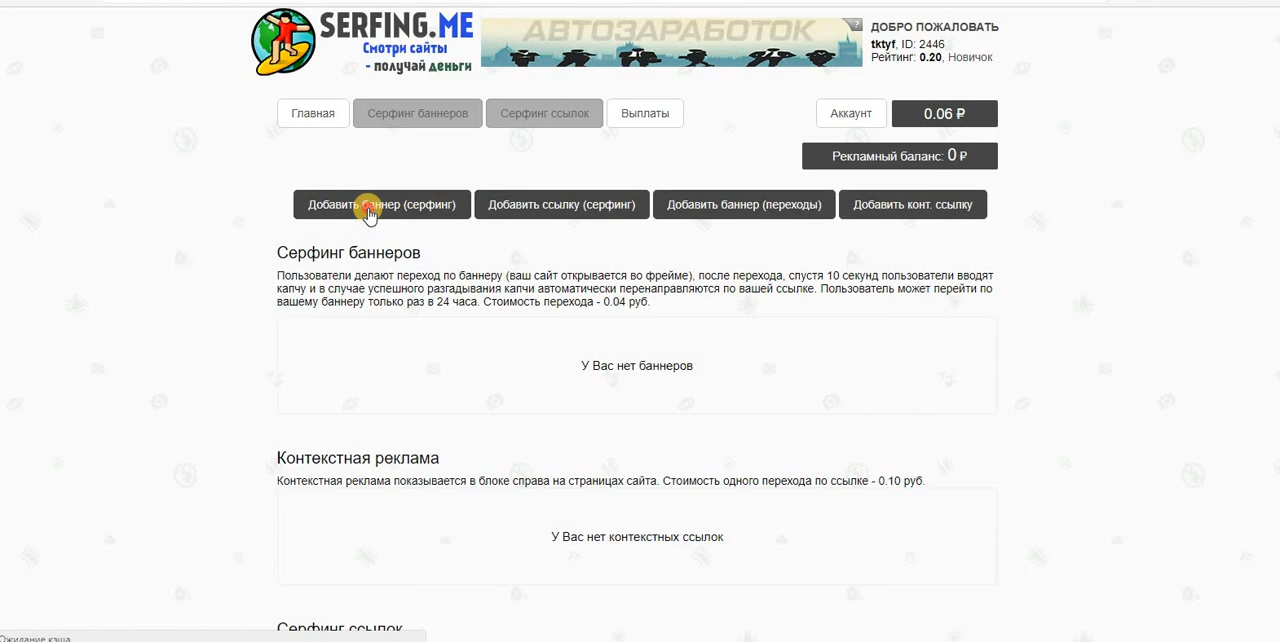 SERFING.ME
Смотри сайты
- получай деньги
АВТОЗАРАБОТОК
?
ДОБРО ПОЖАЛОВАТЬ
tktyf, ID: 2446
Рейтинг: 0.20, Новичок
Главная
Серфинг баннеров
Серфинг ссылок
Выплаты
Аккаунт
0.06 ₽
Рекламный баланс: 0 ₽
Добавить баннер (серфинг)
Добавить ссылку (серфинг)
Добавить баннер (переходы)
Добавить конт. ссылку
Серфинг баннеров
Пользователи делают переход по баннеру (ваш сайт открывается во фрейме), после перехода, спустя 10 секунд пользователи вводят
капчу и в случае успешного разгадывания капчи автоматически перенаправляются по вашей ссылке. Пользователь может перейти по
вашему баннеру только раз в 24 часа. Стоимость перехода - 0.04 руб.
У Вас нет баннеров
Контекстная реклама
Контекстная реклама показывается в блоке справа на страницах сайта. Стоимость одного перехода по ссылке - 0.10 руб.
У Вас нет контекстных ссылок
Серфинг ссылок
Ожидание кэша